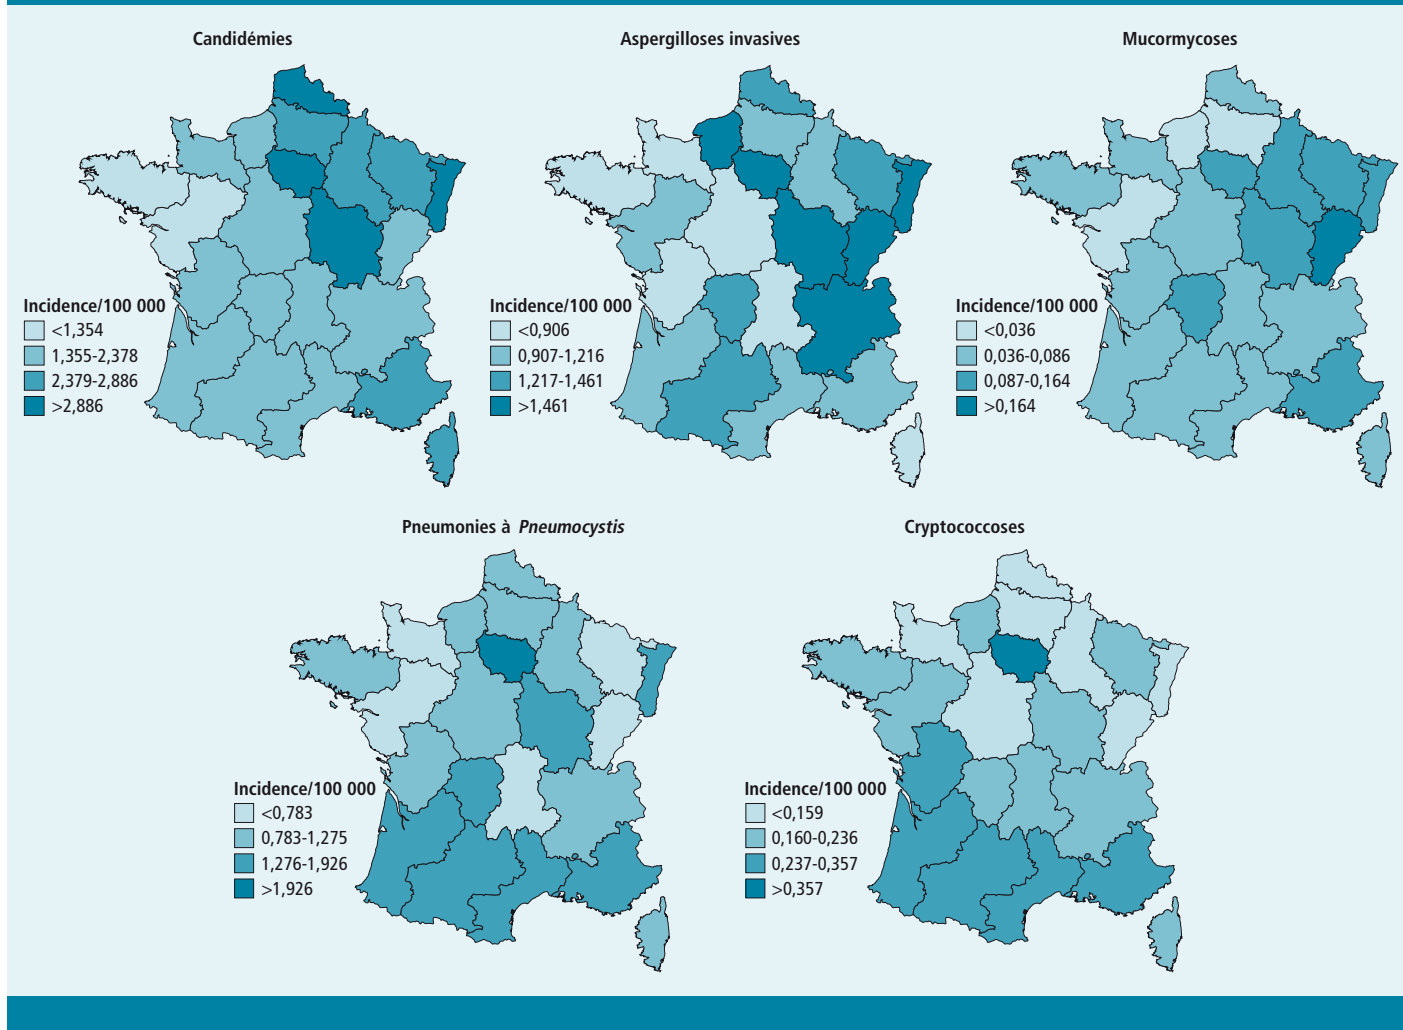 Candidémies
Incidence/100 000
<1,354
1,355-2,378
2,379-2,886
>2,886
Aspergilloses invasives
Incidence/100 000
<0,906
0,907-1,216
1,217-1,461
>1,461
Mucormycoses
Incidence/100 000
<0,036
0,036-0,086
0,087-0,164
>0,164
Pneumonies à Pneumocystis
Incidence/100 000
<0,783
0,783-1,275
1,276-1,926
>1,926
Cryptococcoses
Incidence/100 000
<0,159
0,160-0,236
0,237-0,357
>0,357